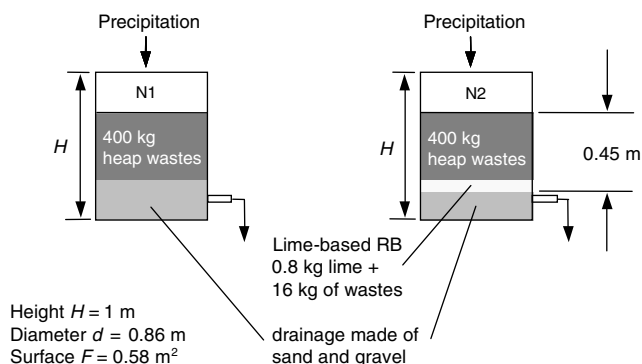 Precipitation
Precipitation
N1
N2
H
400 kg
heap wastes
H
400 kg
heap wastes
0.45 m
Lime-based RB
0.8 kg lime +
16 kg of wastes
Height H = 1 m
Diameter d = 0.86 m
Surface F = 0.58 m²
drainage made of
sand and gravel